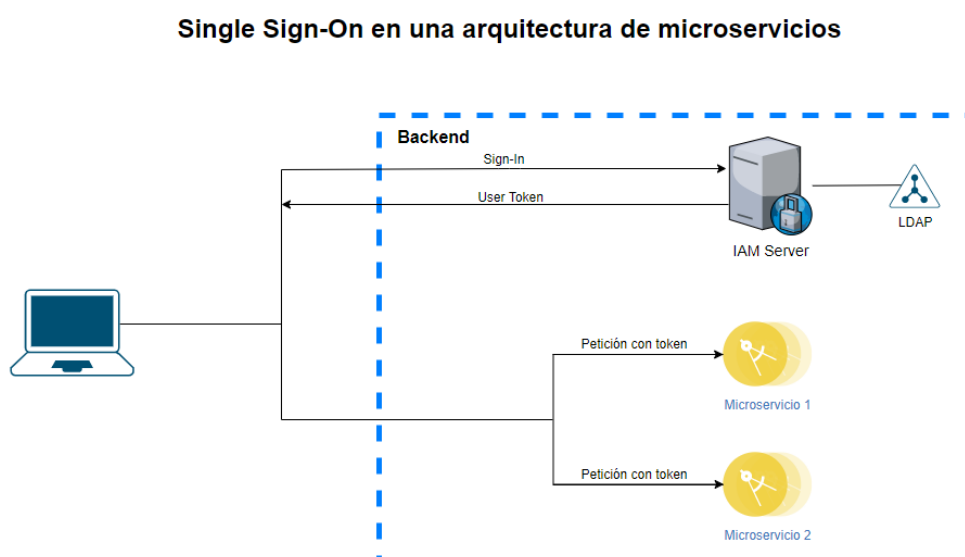 Single Sign-On en una arquitectura de microservicios
Backend
Sign-In
User Token
IAM Server
LDAP
Petición con token
Microservicio 1
Petición con token
Microservicio 2